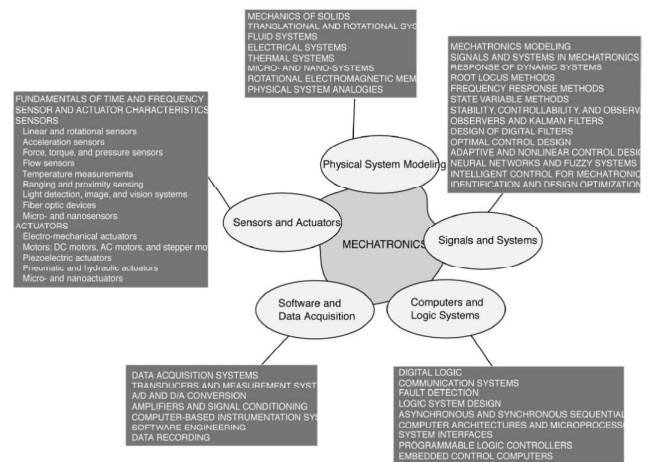 MECHANICS OF SOLIDS
TRANSLATIONAL AND ROTATIONAL SYS
FLUID SYSTEMS
ELECTRICAL SYSTEMS
THERMAL SYSTEMS
MICRO- AND NANO-SYSTEMS
ROTATIONAL ELECTROMAGNETIC MEM
PHYSICAL SYSTEM ANALOGIES
MECHATRONICS MODELING
SIGNALS AND SYSTEMS IN MECHATRONICS
RESPONSE OF DYNAMIC SYSTEMS
ROOT LOCUS METHODS
FREQUENCY RESPONSE METHODS
STATE VARIABLE METHODS
STABILITY, CONTROLLABILITY, AND OBSERV
OBSERVERS AND KALMAN FILTERS
DESIGN OF DIGITAL FILTERS
OPTIMAL CONTROL DESIGN
ADAPTIVE AND NONLINEAR CONTROL DESIG
NEURAL NETWORKS AND FUZZY SYSTEMS
INTELLIGENT CONTROL FOR MECHATRONIC
IDENTIFICATION AND DESIGN OPTIMIZATION
FUNDAMENTALS OF TIME AND FREQUENCY
SENSOR AND ACTUATOR CHARACTERISTICS
SENSORS
Linear and rotational sensors
Acceleration sensors
Force, torque, and pressure sensors
Flow sensors
Temperature measurements
Ranging and proximity sensing
Light detection, image, and vision systems
Fiber optic devices
Micro- and nanosensors
ACTUATORS
Electro-mechanical actuators
Motors: DC motors, AC motors, and stepper mo
Piezoelectric actuators
Pneumatic and hydraulic actuators
Micro- and nanoactuators
Physical System Modeling
Sensors and Actuators
MECHATRONICS
Signals and Systems
Software and
Data Acquisition
Computers and
Logic Systems
DATA ACQUISITION SYSTEMS
TRANSDUCERS AND MEASUREMENT SYST
A/D AND D/A CONVERSION
AMPLIFIERS AND SIGNAL CONDITIONING
COMPUTER-BASED INSTRUMENTATION SYS
SOFTWARE ENGINEERING
DATA RECORDING
DIGITAL LOGIC
COMMUNICATION SYSTEMS
FAULT DETECTION
LOGIC SYSTEM DESIGN
ASYNCHRONOUS AND SYNCHRONOUS SEQUENTIAL
COMPUTER ARCHITECTURES AND MICROPROCESS
SYSTEM INTERFACES
PROGRAMMABLE LOGIC CONTROLLERS
EMBEDDED CONTROL COMPUTERS